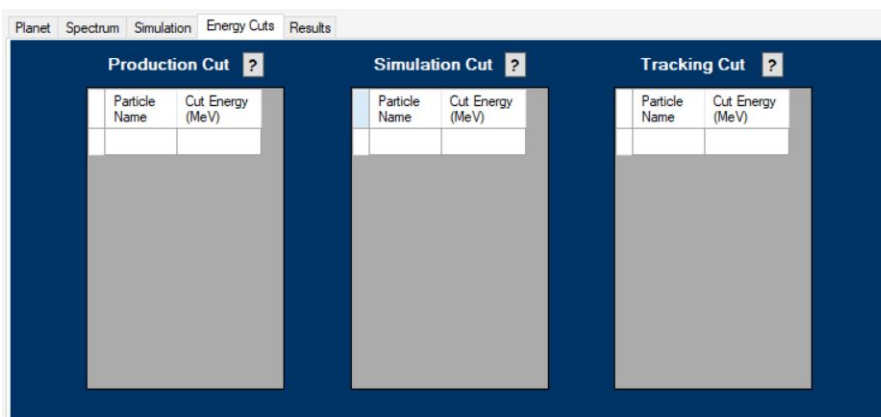 Planet Spectrum Simulation Energy Cuts Results
Production Cut ? Simulation Cut ? Tracking Cut ?
Particle Name Cut Energy (MeV) Particle Name Cut Energy (MeV) Particle Name Cut Energy (MeV)